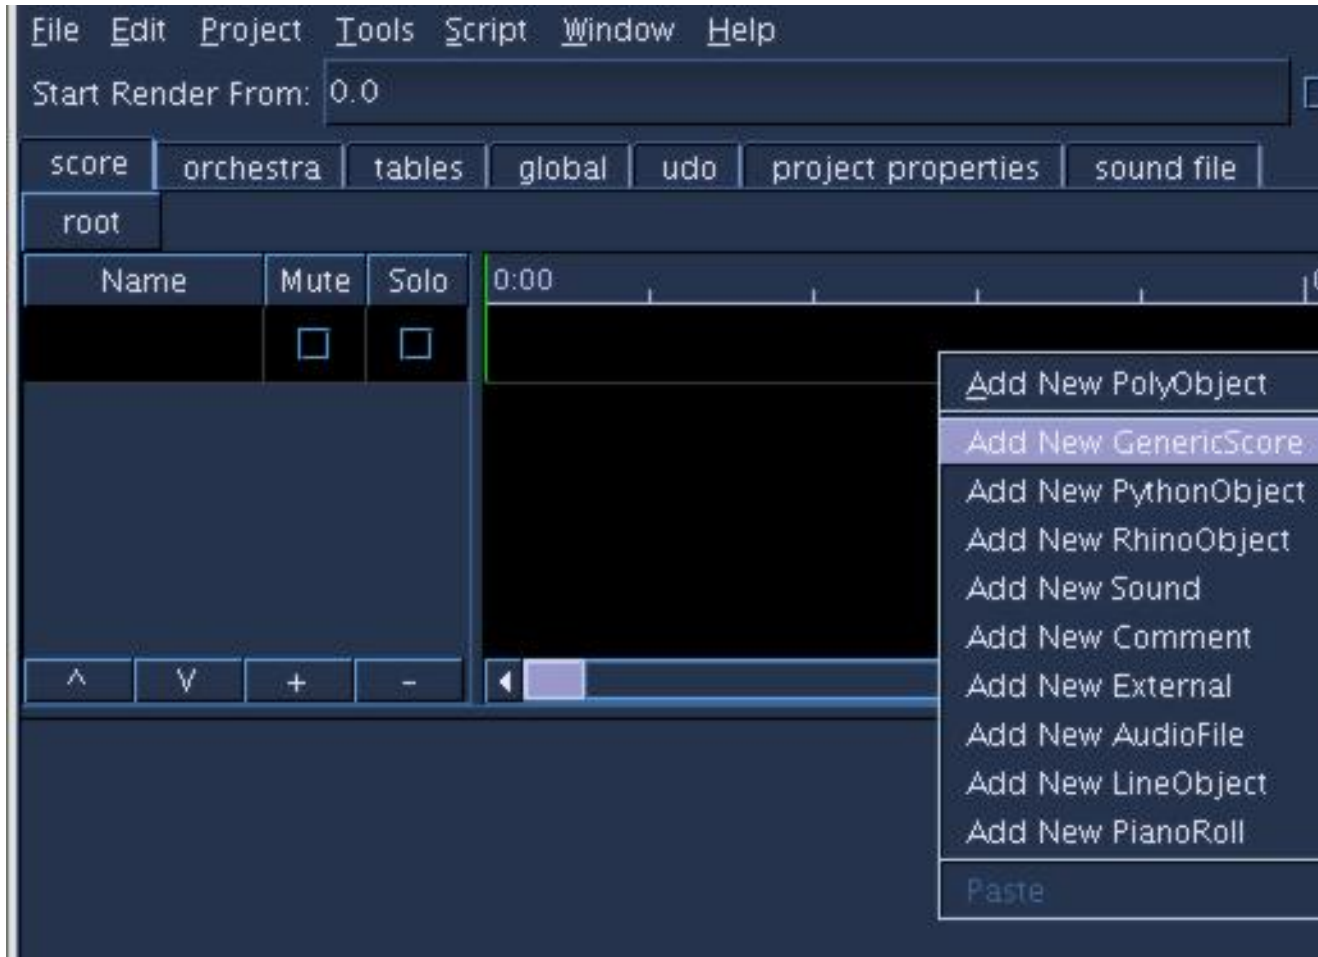 File Edit Project Tools Script Window Help
Start Render From: 0.0
score orchestra tables global udo project properties sound file
root
Name Mute Solo 0:00
Add New PolyObject
Add New GenericScore
Add New PythonObject
Add New RhinoObject
Add New Sound
Add New Comment
^ V + - Add New External
Add New AudioFile
Add New LineObject
Add New PianoRoll
Paste